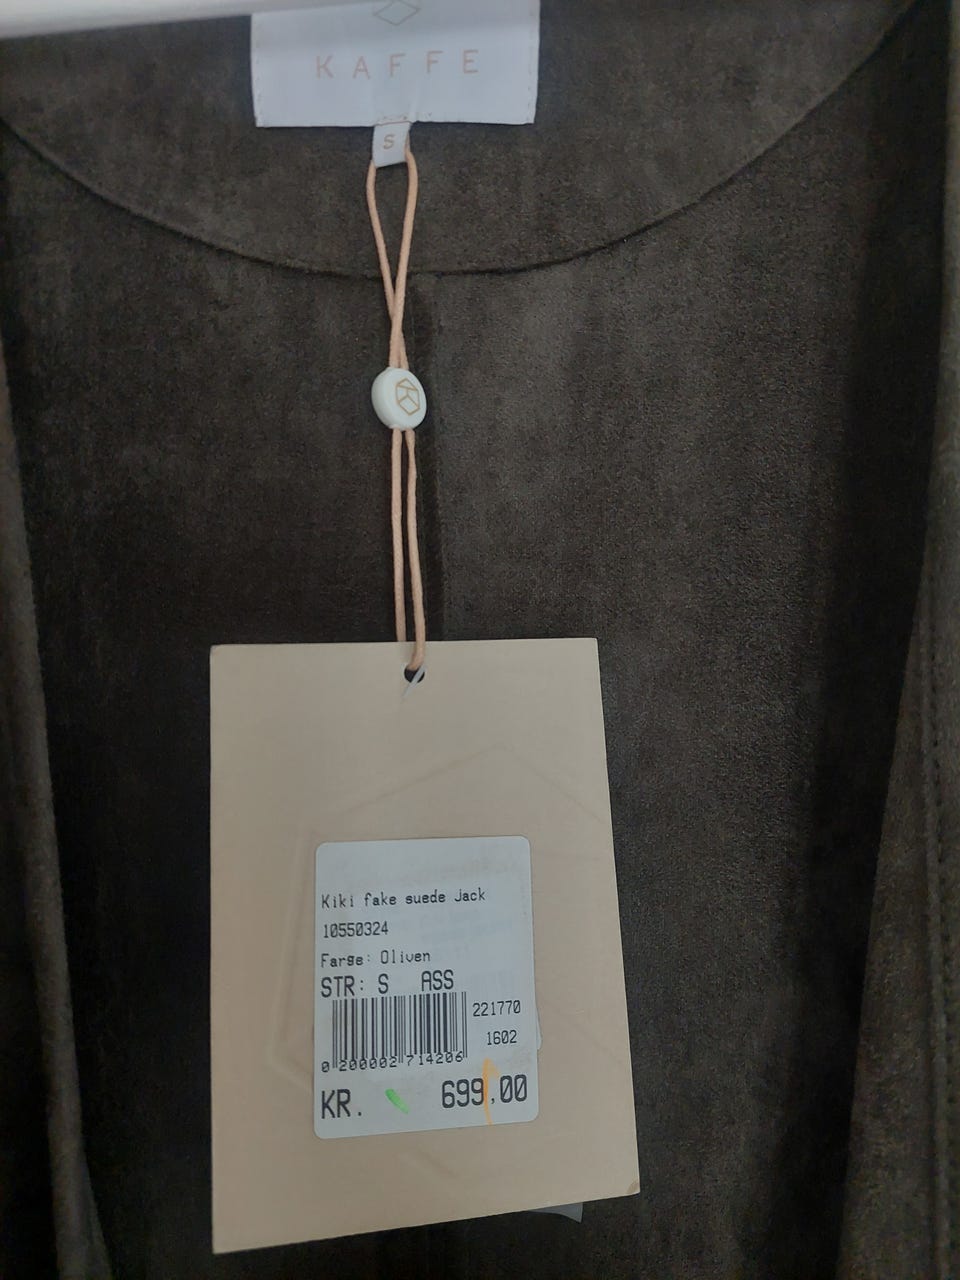 KAFFE
S
Kiki fake suede Jack
10550324
Farge: Oliven
STR: S ASS
221770
1602
0 200002 714206
KR. 699,00